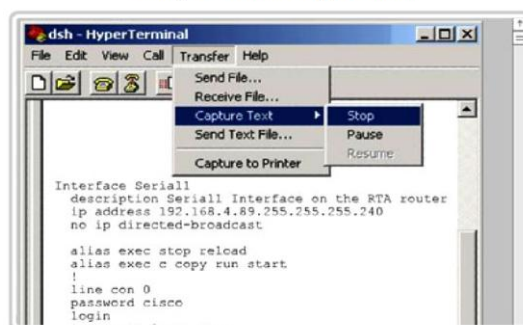 dsh - HyperTerminal
File Edit View Call Transfer Help
Send File...
Receive File...
Capture Text
Stop
Send Text File...
Pause
Resume
Capture to Printer
Interface Serial1
description Serial1 Interface on the RTA router
ip address 192.168.4.89.255.255.255.240
no ip directed-broadcast
alias exec stop reload
alias exec c copy run start
!
line con 0
password cisco
login